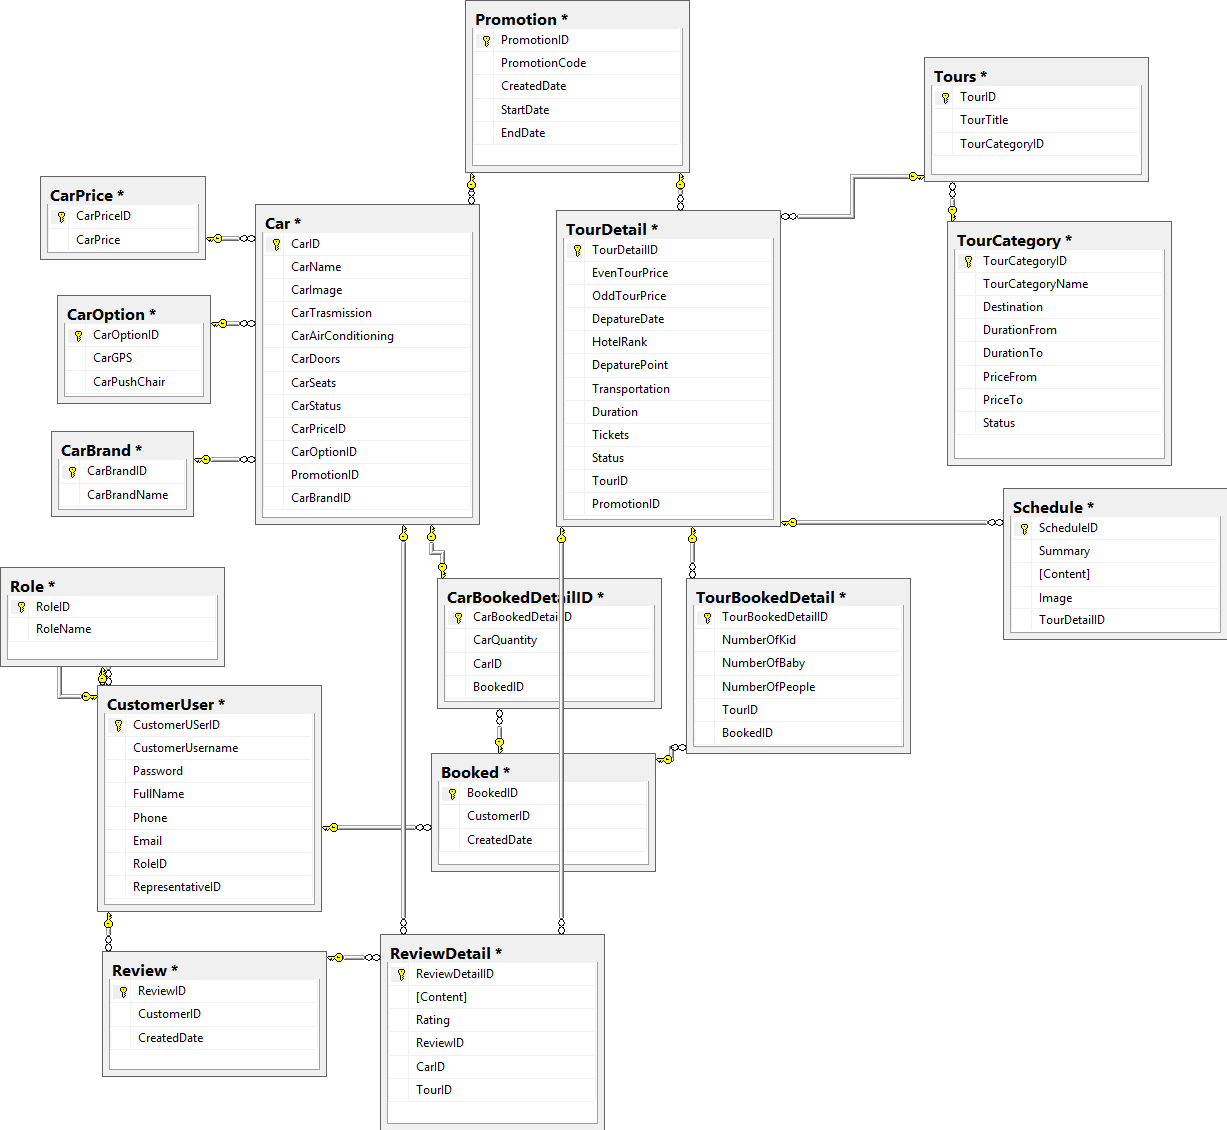 Promotion *
PromotionID
PromotionCode
CreatedDate
StartDate
EndDate
Tours *
TourID
TourTitle
TourCategoryID
CarPrice *
CarPriceID
CarPrice
Car *
CarID
CarName
CarImage
CarTrasmission
CarAirConditioning
CarDoors
CarSeats
CarStatus
CarPriceID
CarOptionID
PromotionID
CarBrandID
TourDetail *
TourDetailID
EvenTourPrice
OddTourPrice
DepatureDate
HotelRank
DepaturePoint
Transportation
Duration
Tickets
Status
TourID
PromotionID
TourCategory *
TourCategoryID
TourCategoryName
Destination
DurationFrom
DurationTo
PriceFrom
PriceTo
Status
CarOption *
CarOptionID
CarGPS
CarPushChair
CarBrand *
CarBrandID
CarBrandName
Schedule *
ScheduleID
Summary
[Content]
Image
TourDetailID
Role *
RoleID
RoleName
CarBookedDetailID *
CarBookedDetailID
CarQuantity
CarID
BookedID
TourBookedDetail *
TourBookedDetailID
NumberOfKid
NumberOfBaby
NumberOfPeople
TourID
BookedID
CustomerUser *
CustomerUSerID
CustomerUsername
Password
FullName
Phone
Email
RoleID
RepresentativeID
Booked *
BookedID
CustomerID
CreatedDate
Review *
ReviewID
CustomerID
CreatedDate
ReviewDetail *
ReviewDetailID
[Content]
Rating
ReviewID
CarID
TourID